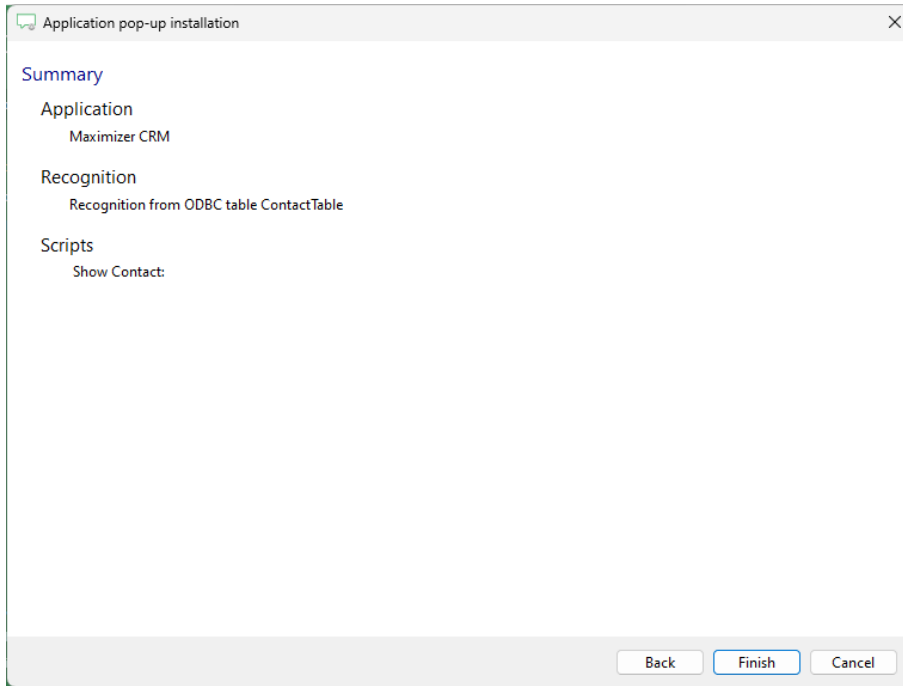 Application pop-up installation
Summary
Application
Maximizer CRM
Recognition
Recognition from ODBC table ContactTable
Scripts
Show Contact:
Back
Finish
Cancel